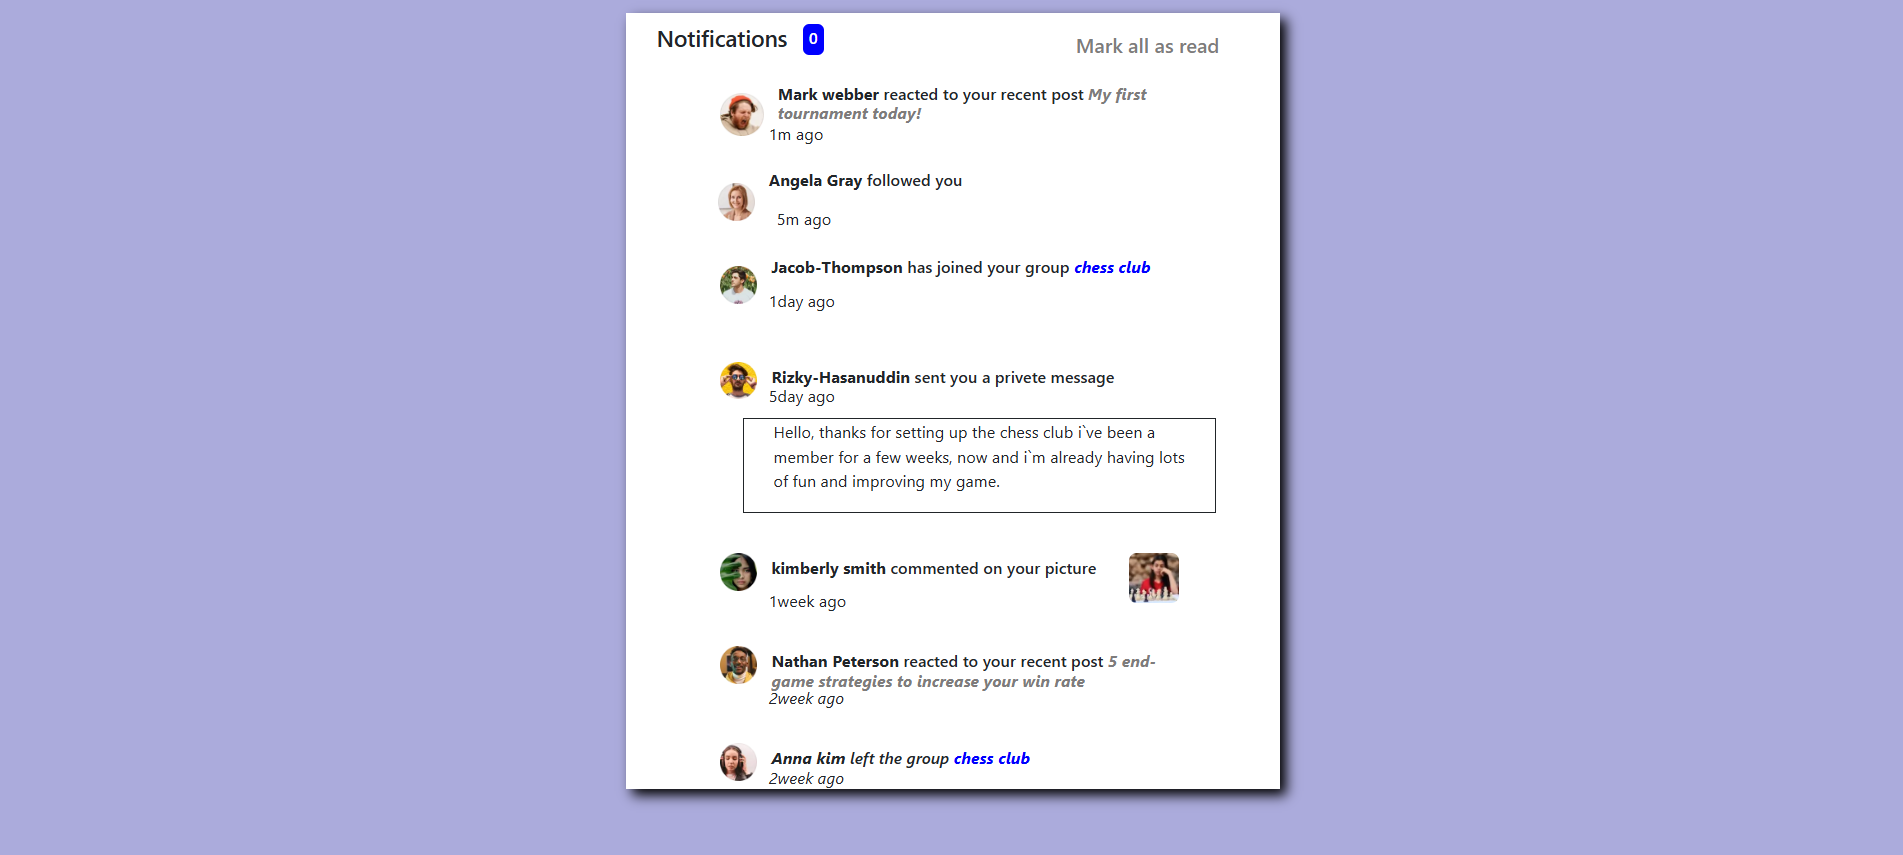 Notifications 0
Mark all as read
Mark webber reacted to your recent post My first
tournament today!
1m ago
Angela Gray followed you
5m ago
Jacob-Thompson has joined your group chess club
1day ago
Rizky-Hasanuddin sent you a privete message
5day ago
Hello, thanks for setting up the chess club i`ve been a
member for a few weeks, now and i`m already having lots
of fun and improving my game.
kimberly smith commented on your picture
1week ago
Nathan Peterson reacted to your recent post 5 end-
game strategies to increase your win rate
2week ago
Anna kim left the group chess club
2week ago